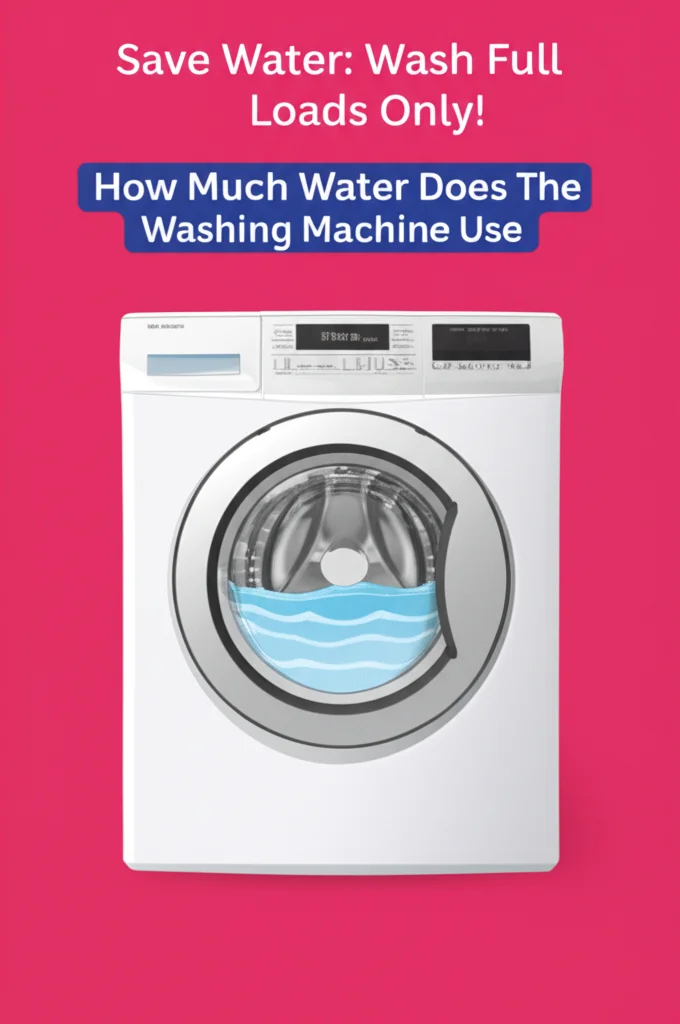 Save Water: Wash Full
Loads Only!
How Much Water Does The
Washing Machine Use